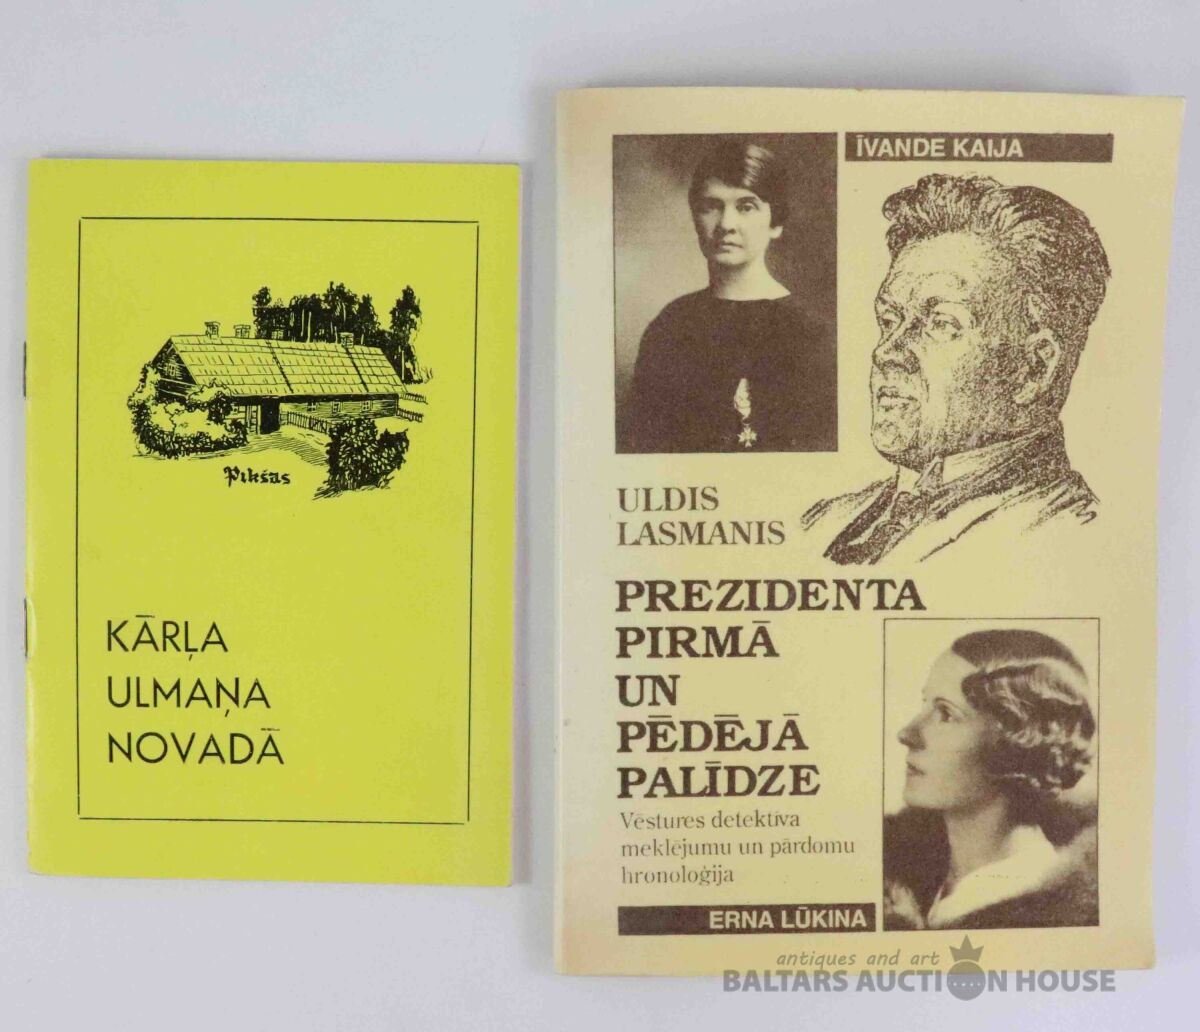 Pikšas
KĀRĻA
ULMAŅA
NOVADĀ
ĪVANDE KAIJA
ULDIS
LASMANIS
PREZIDENTA
PIRMĀ
UN
PĒDĒJĀ
PALĪDZE
Vēstures detektīva
meklējumu un pārdomu
hronoloģija
ERNA LŪKINA
antiques and art
BALTARS AUCTION HOUSE